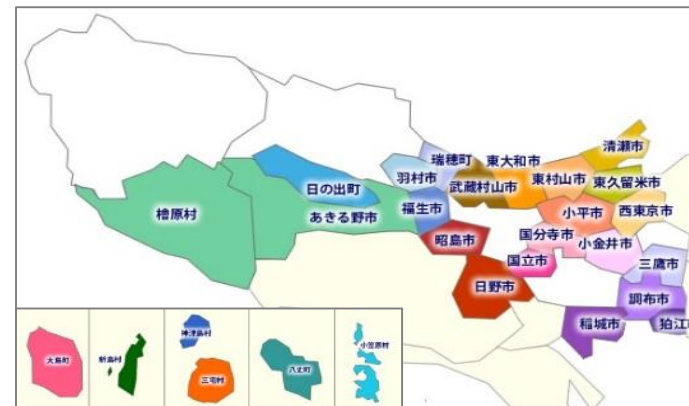 清瀬市
瑞穂町
東大和市
羽村市
武蔵村山市
東村山市
東久留米市
日の出町
檜原村
あきる野市
福生市
小平市
西東京市
昭島市
国分寺市
小金井市
国立市
三鷹市
日野市
調布市
稲城市
狛江
大島町
新島村
神津島村
三宅村
八丈町
小笠原村